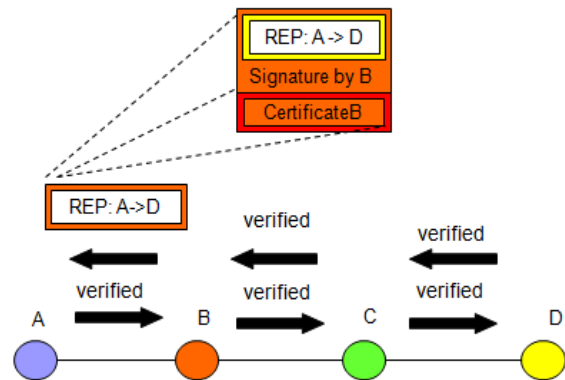 REP: A -> D
Signature by B
CertificateB
REP: A->D
verified
verified
verified
verified
verified
A
B
C
D